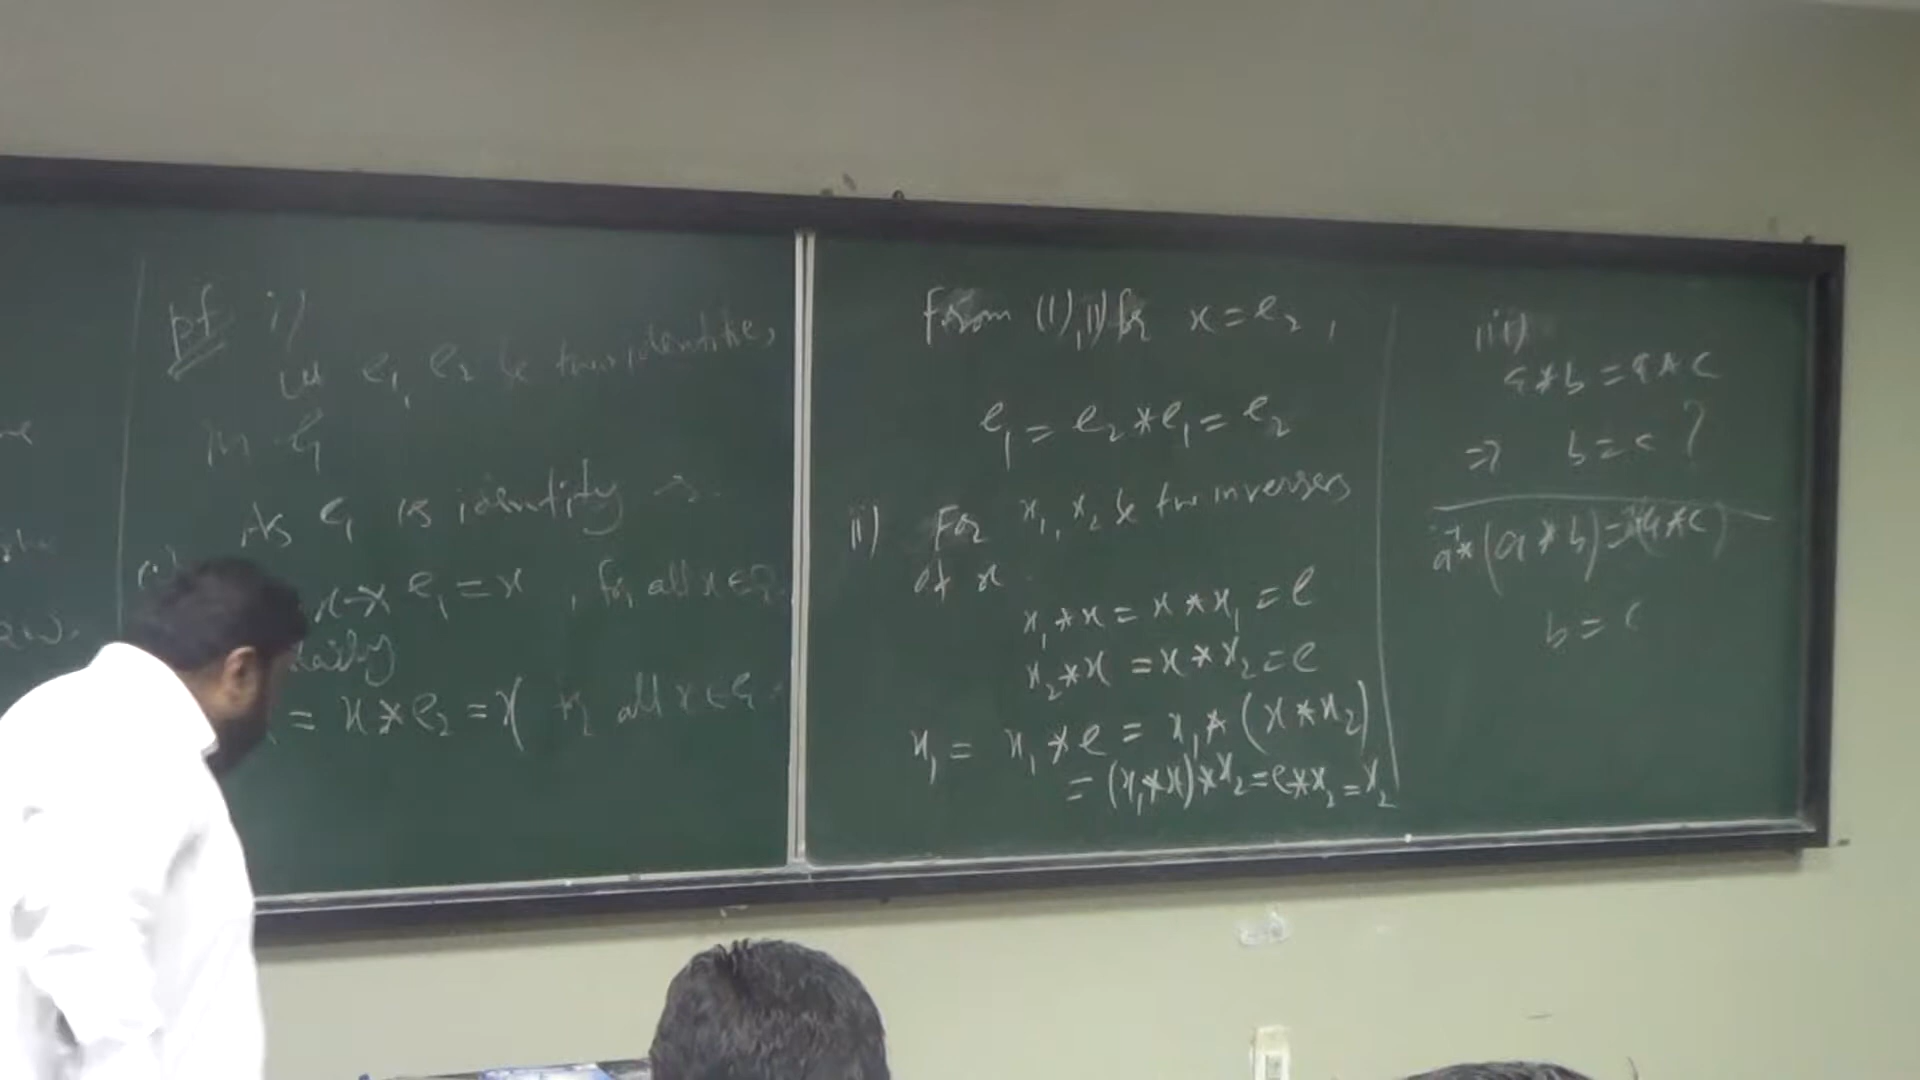 pf i)
Let e₁, e₂ be two identities
in G
As e₁ is identity
x * e₁ = x, for all x ∈ G
= x * e₂ = x for all x ∈ G
From (I), II) for x = e₂,
e₁ = e₂ * e₁ = e₂
ii) For x₁, x₂ be two inverses
of x
x₁ * x = x * x₁ = e
x₂ * x = x * x₂ = e
x₁ = x₁ * e = x₁ * (x * x₂)
= (x₁ * x) * x₂ = e * x₂ = x₂
iii)
a * b = a * c
⇒ b = c ?
a⁻¹ * (a * b) = a⁻¹ * (a * c)
b = c